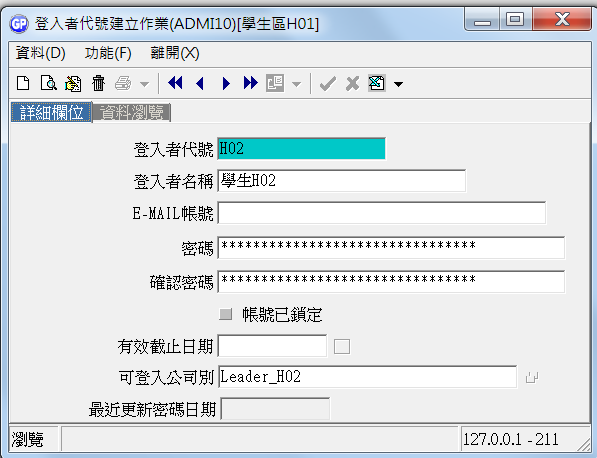 GP 登入者代號建立作業(ADMI10)[學生區H01]
資料(D) 功能(F) 離開(X)
詳細欄位 資料瀏覽
登入者代號 H02
登入者名稱 學生H02
E-MAIL帳號
密碼 ********************************
確認密碼 ********************************
帳號已鎖定
有效截止日期
可登入公司別 Leader_H02
最近更新密碼日期
瀏覽 127.0.0.1 - 211